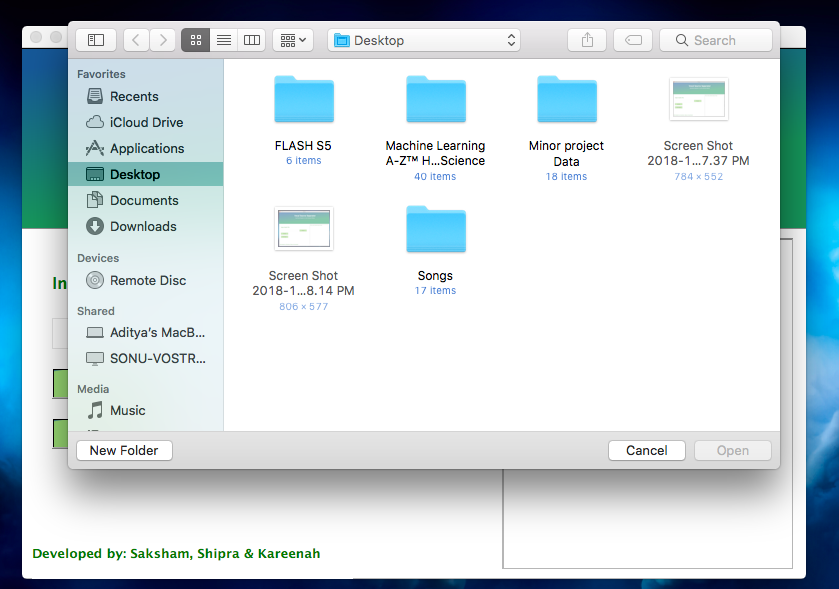 Desktop
Search
Favorites
Recents
iCloud Drive
Applications
Desktop
Documents
Downloads
Devices
Remote Disc
Shared
Aditya's MacB...
SONU-VOSTR...
Media
Music
FLASH S5
6 items
Machine Learning
A-Z™ H...Science
40 items
Minor project
Data
18 items
Screen Shot
2018-1...7.37 PM
784 × 552
Screen Shot
2018-1...8.14 PM
806 × 577
Songs
17 items
New Folder
Cancel
Open
In
Developed by: Saksham, Shipra & Kareenah